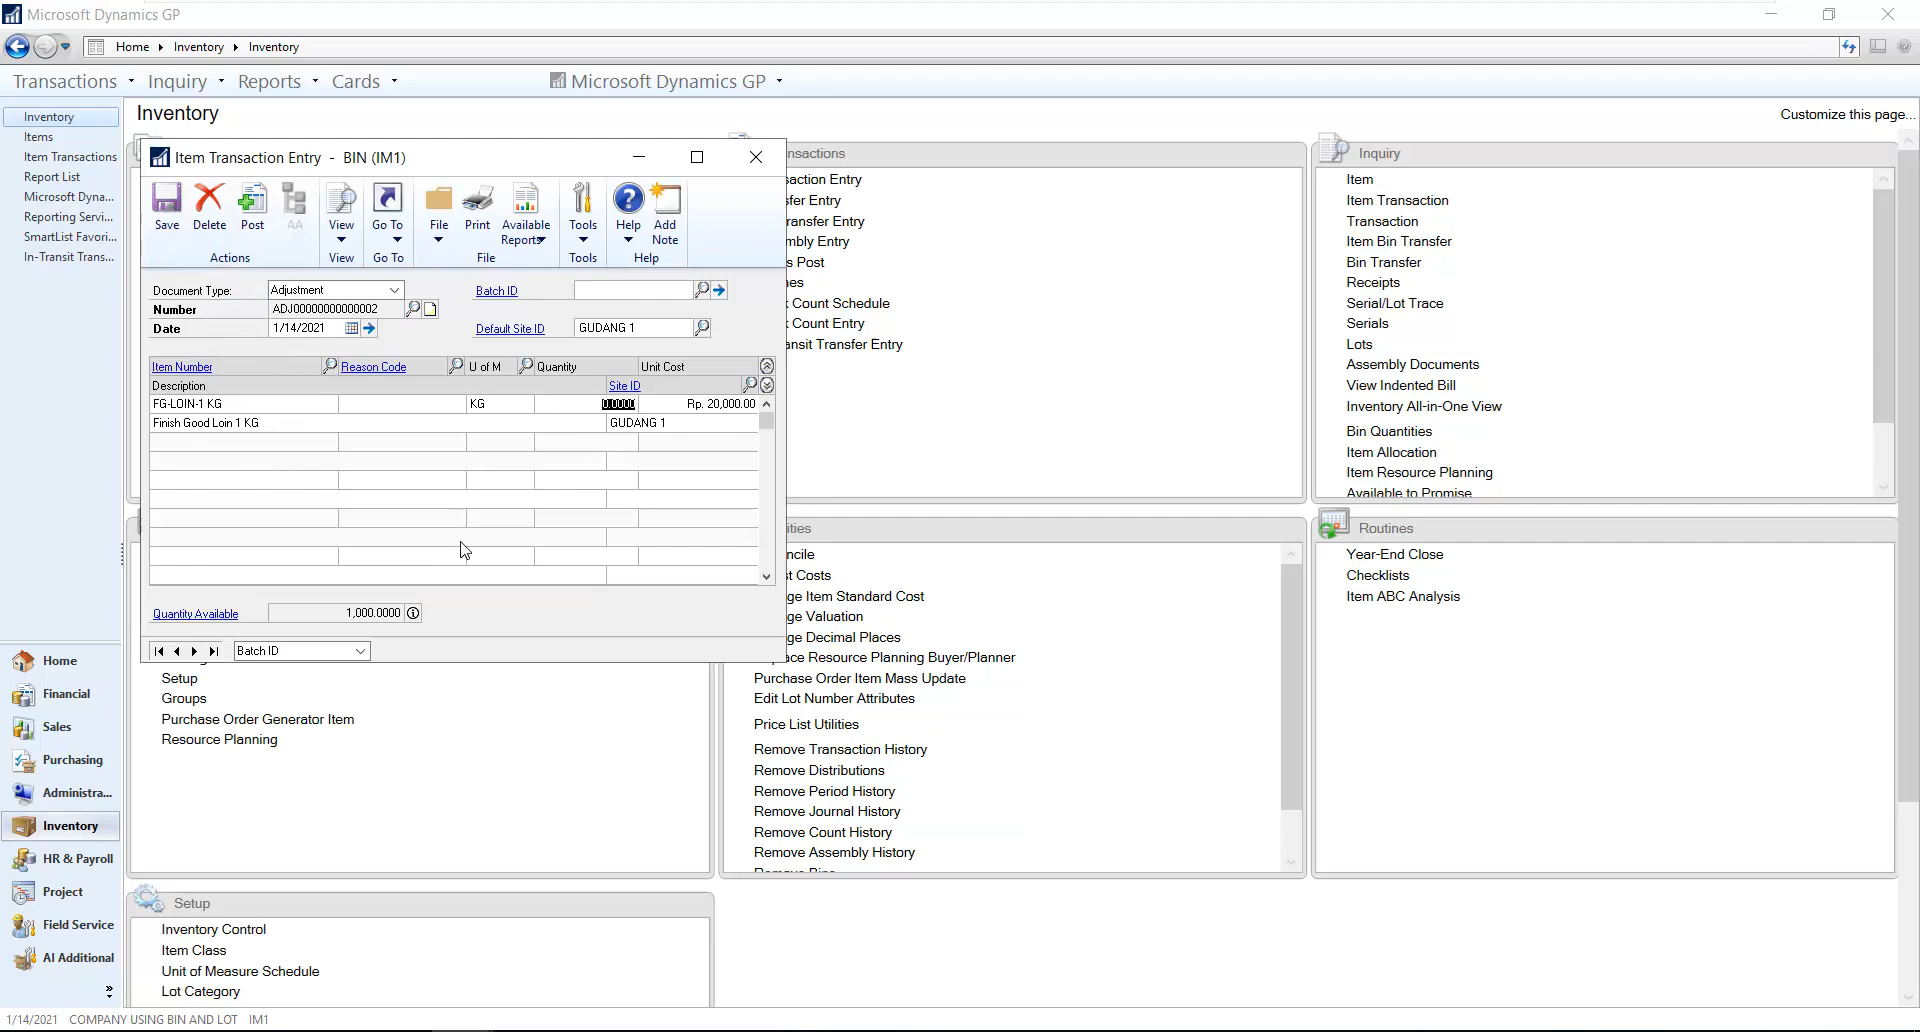 Microsoft Dynamics GP
Home Inventory Inventory
Transactions Inquiry Reports Cards Microsoft Dynamics GP
Inventory
Items
Item Transactions
Report List
Microsoft Dyna...
Reporting Servi...
SmartList Favori...
In-Transit Trans...
Home
Financial
Sales
Purchasing
Administra...
Inventory
HR & Payroll
Project
Field Service
AI Additional
Inventory
Customize this page...
Item Transaction Entry - BIN (IM1)
Save Delete Post AA View Go To File Print Available Reports Tools Help Add Note
Actions View Go To File Tools Help
Document Type: Adjustment Batch ID
Number ADJ00000000000002
Date 1/14/2021 Default Site ID GUDANG 1
Item Number Reason Code U of M Quantity Unit Cost
Description Site ID
FG-LOIN-1 KG KG 0.0000 Rp. 20,000.00
Finish Good Loin 1 KG GUDANG 1
Quantity Available 1,000.0000
Batch ID
Setup
Groups
Purchase Order Generator Item
Resource Planning
Setup
Inventory Control
Item Class
Unit of Measure Schedule
Lot Category
nsactions
saction Entry
sfer Entry
ransfer Entry
mbly Entry
s Post
nes
k Count Schedule
k Count Entry
ansit Transfer Entry
ities
ncile
st Costs
ge Item Standard Cost
ge Valuation
ge Decimal Places
ace Resource Planning Buyer/Planner
Purchase Order Item Mass Update
Edit Lot Number Attributes
Price List Utilities
Remove Transaction History
Remove Distributions
Remove Period History
Remove Journal History
Remove Count History
Remove Assembly History
Inquiry
Item
Item Transaction
Transaction
Item Bin Transfer
Bin Transfer
Receipts
Serial/Lot Trace
Serials
Lots
Assembly Documents
View Indented Bill
Inventory All-in-One View
Bin Quantities
Item Allocation
Item Resource Planning
Available to Promise
Routines
Year-End Close
Checklists
Item ABC Analysis
1/14/2021 COMPANY USING BIN AND LOT IM1